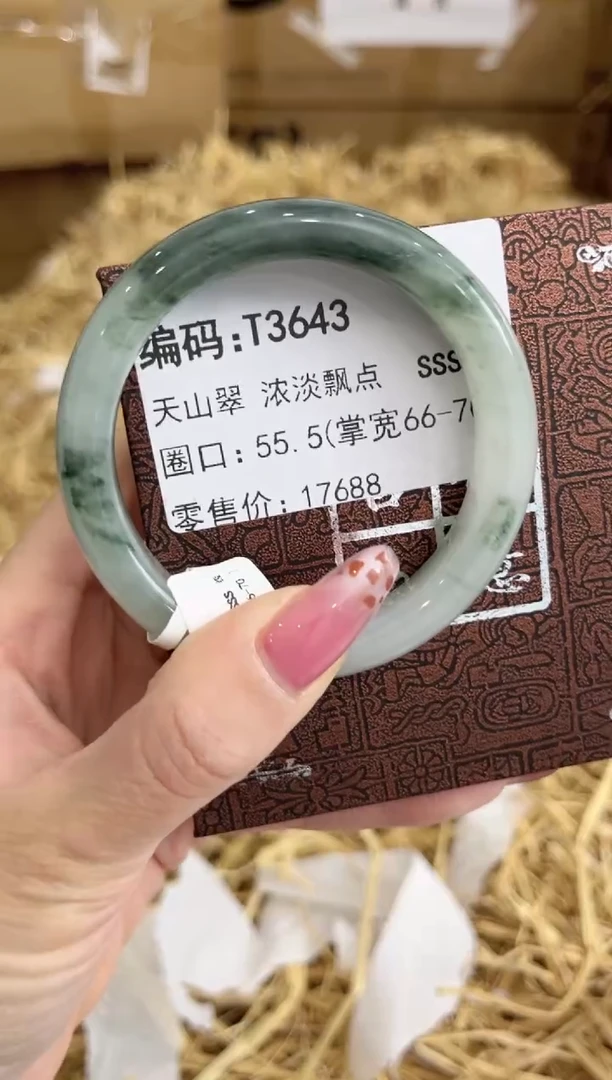 编码:T3643
天山翠 浓淡飘点 SSS
圈口: 55.5(掌宽66-7
零售价: 17688